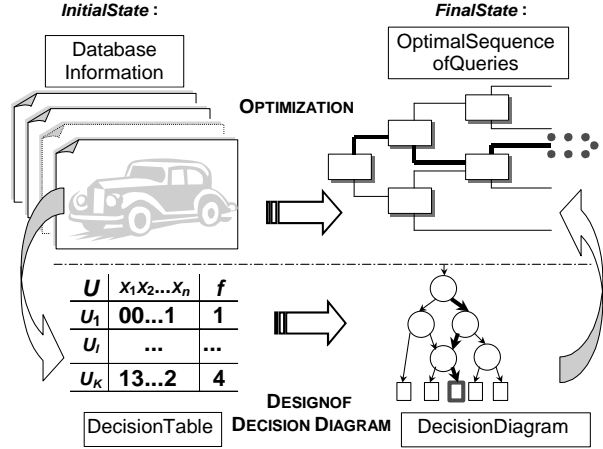 InitialState :
FinalState :
Database
Information
OptimalSequence
ofQueries
OPTIMIZATION
U x1x2...xn f
U1 00...1 1
UI ... ...
UK 13...2 4
DecisionTable
DESIGNOF
DECISION DIAGRAM
DecisionDiagram